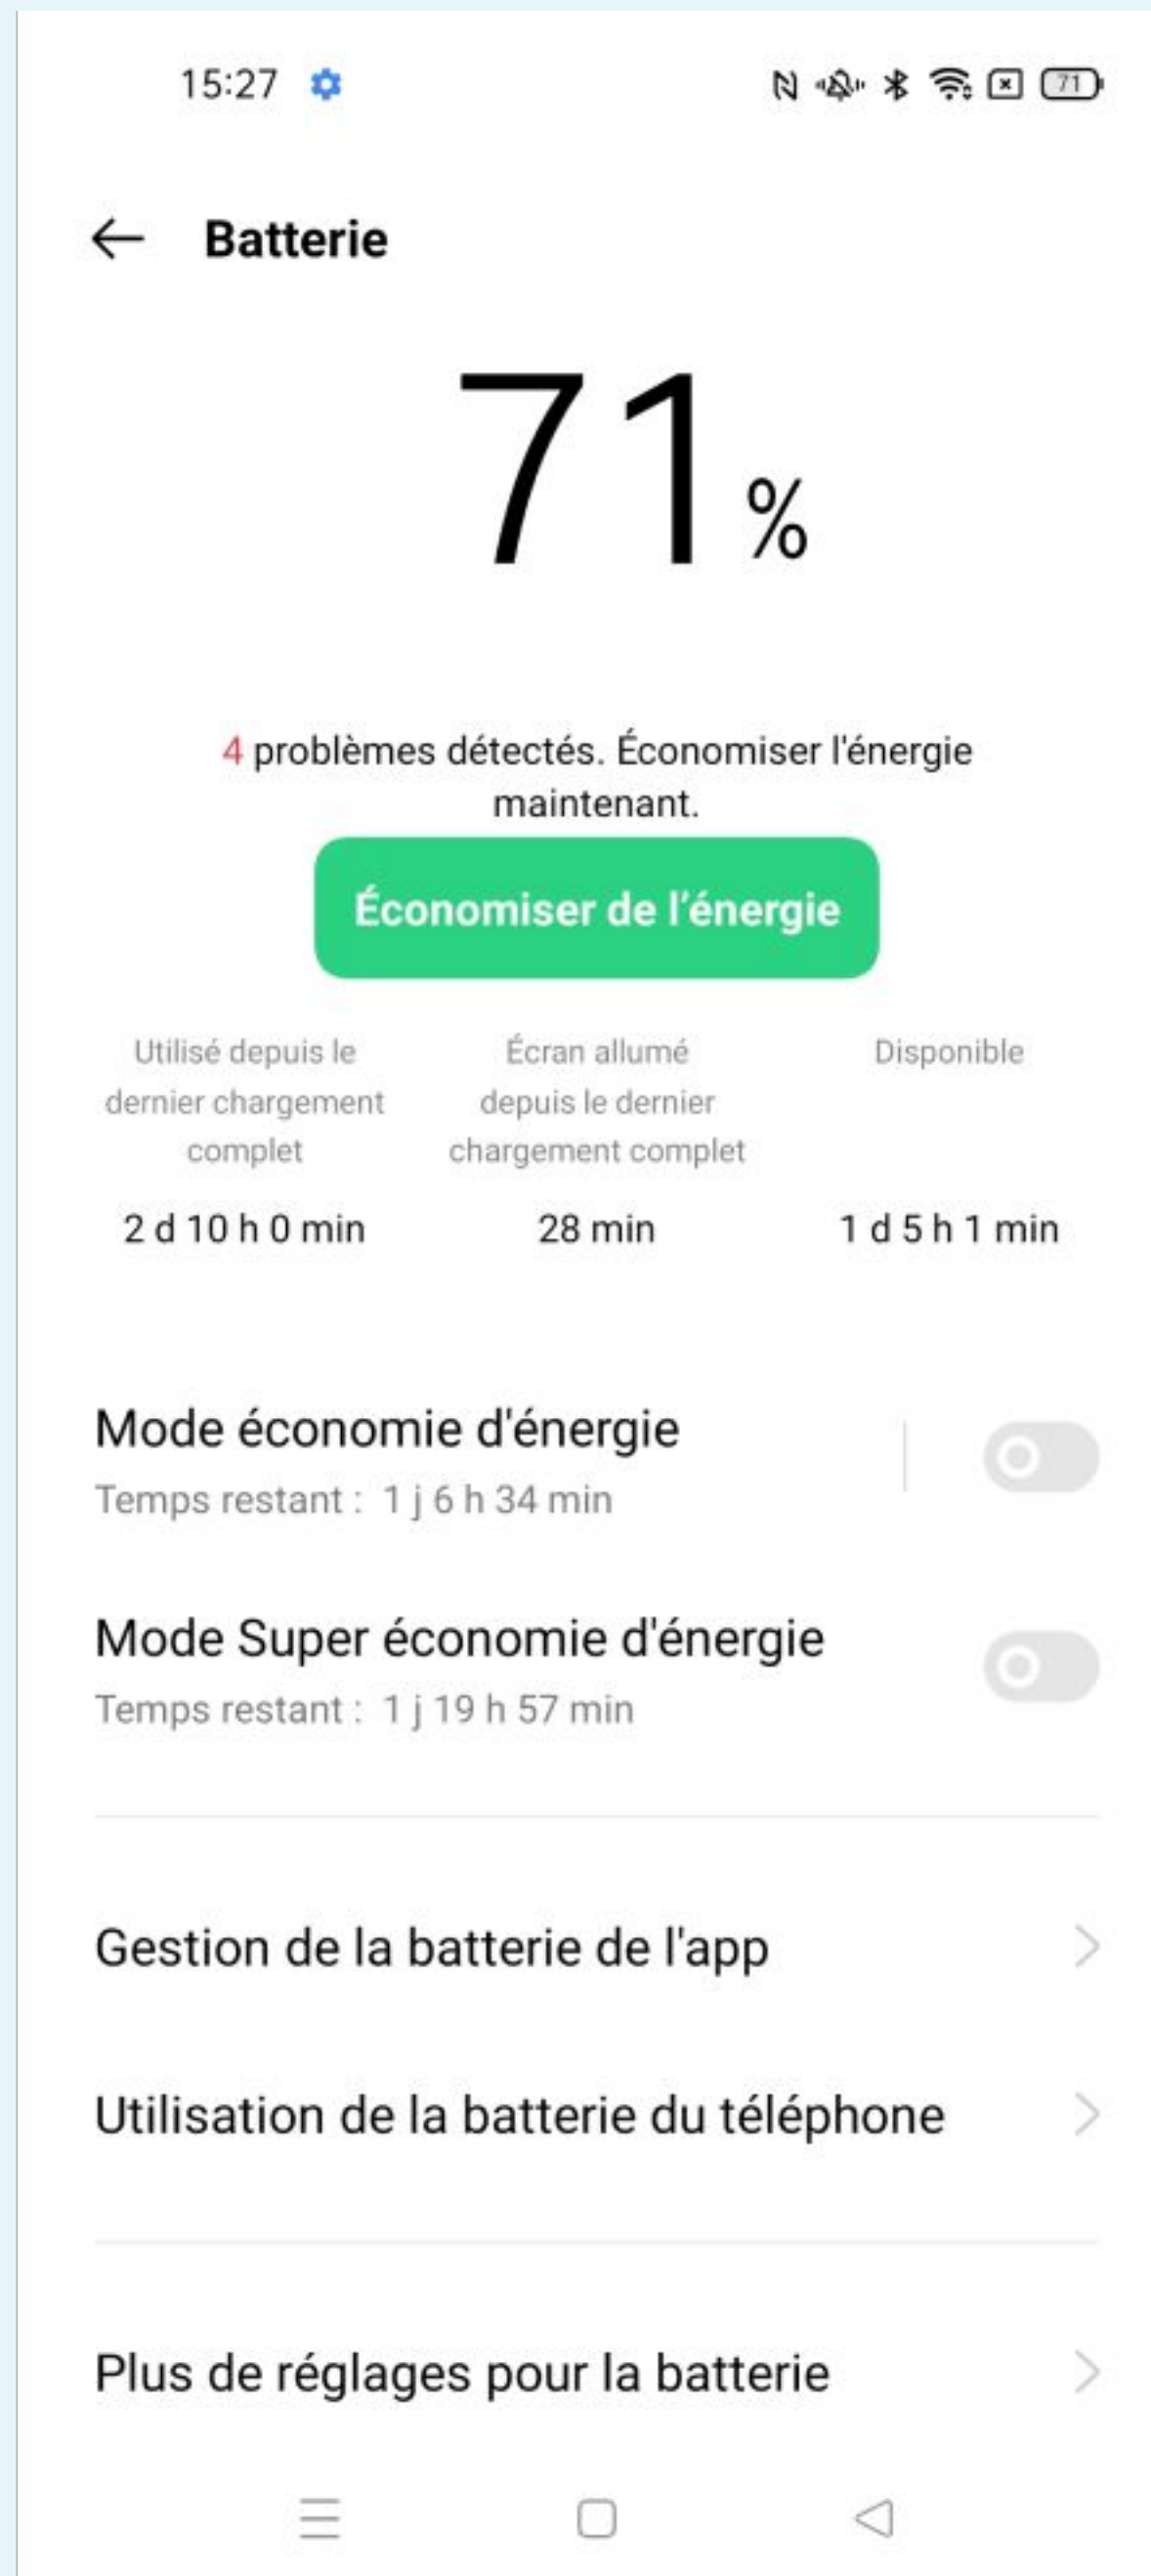 15:27 71
Batterie
71 %
4 problèmes détectés. Économiser l'énergie
maintenant.
Économiser de l'énergie
Utilisé depuis le
dernier chargement
complet
2 d 10 h 0 min
Écran allumé
depuis le dernier
chargement complet
28 min
Disponible
1 d 5 h 1 min
Mode économie d'énergie
Temps restant : 1 j 6 h 34 min
Mode Super économie d'énergie
Temps restant : 1 j 19 h 57 min
Gestion de la batterie de l'app
Utilisation de la batterie du téléphone
Plus de réglages pour la batterie